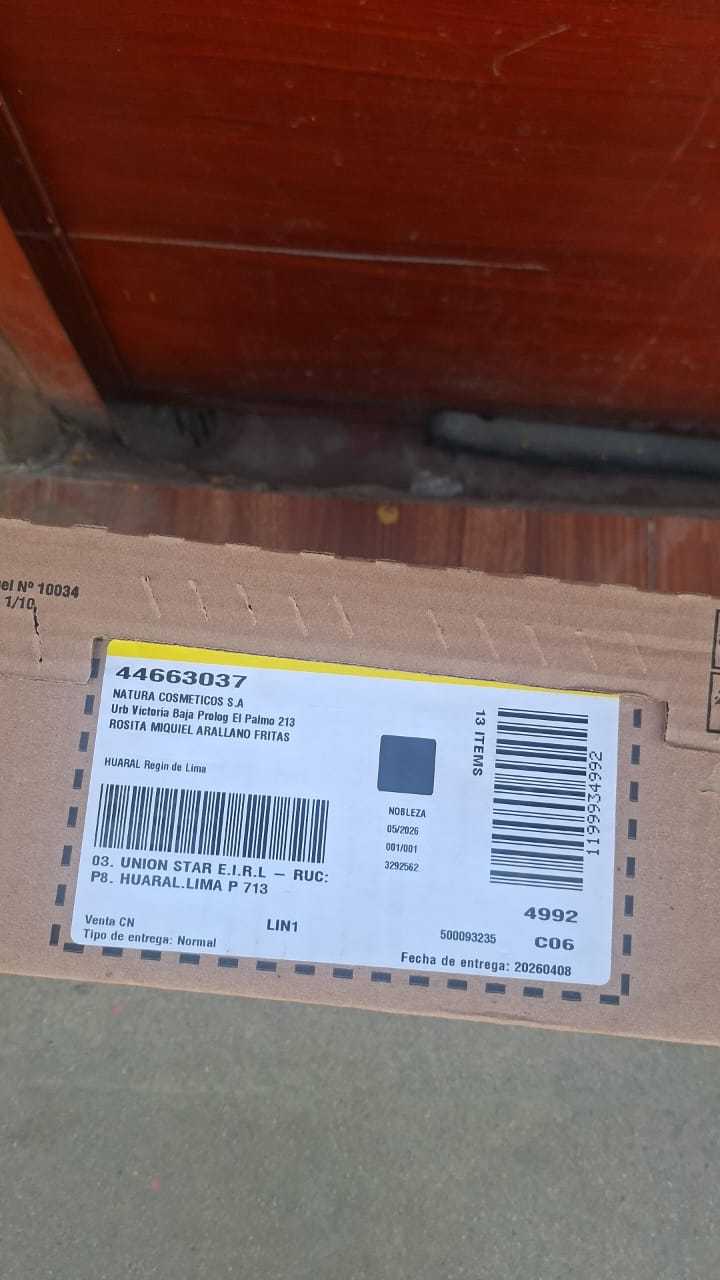 el Nº 10034
1/10
44663037
NATURA COSMETICOS S.A
Urb Victoria Baja Prolog El Palmo 213
ROSITA MIQUIEL ARALLANO FRITAS
HUARAL Regin de Lima
13 ITEMS
1199934992
NOBLEZA
05/2026
001/001
3292562
03. UNION STAR E.I.R.L — RUC:
P8. HUARAL.LIMA P 713
4992
Venta CN
LIN1
500093235
C06
Tipo de entrega: Normal
Fecha de entrega: 20260408